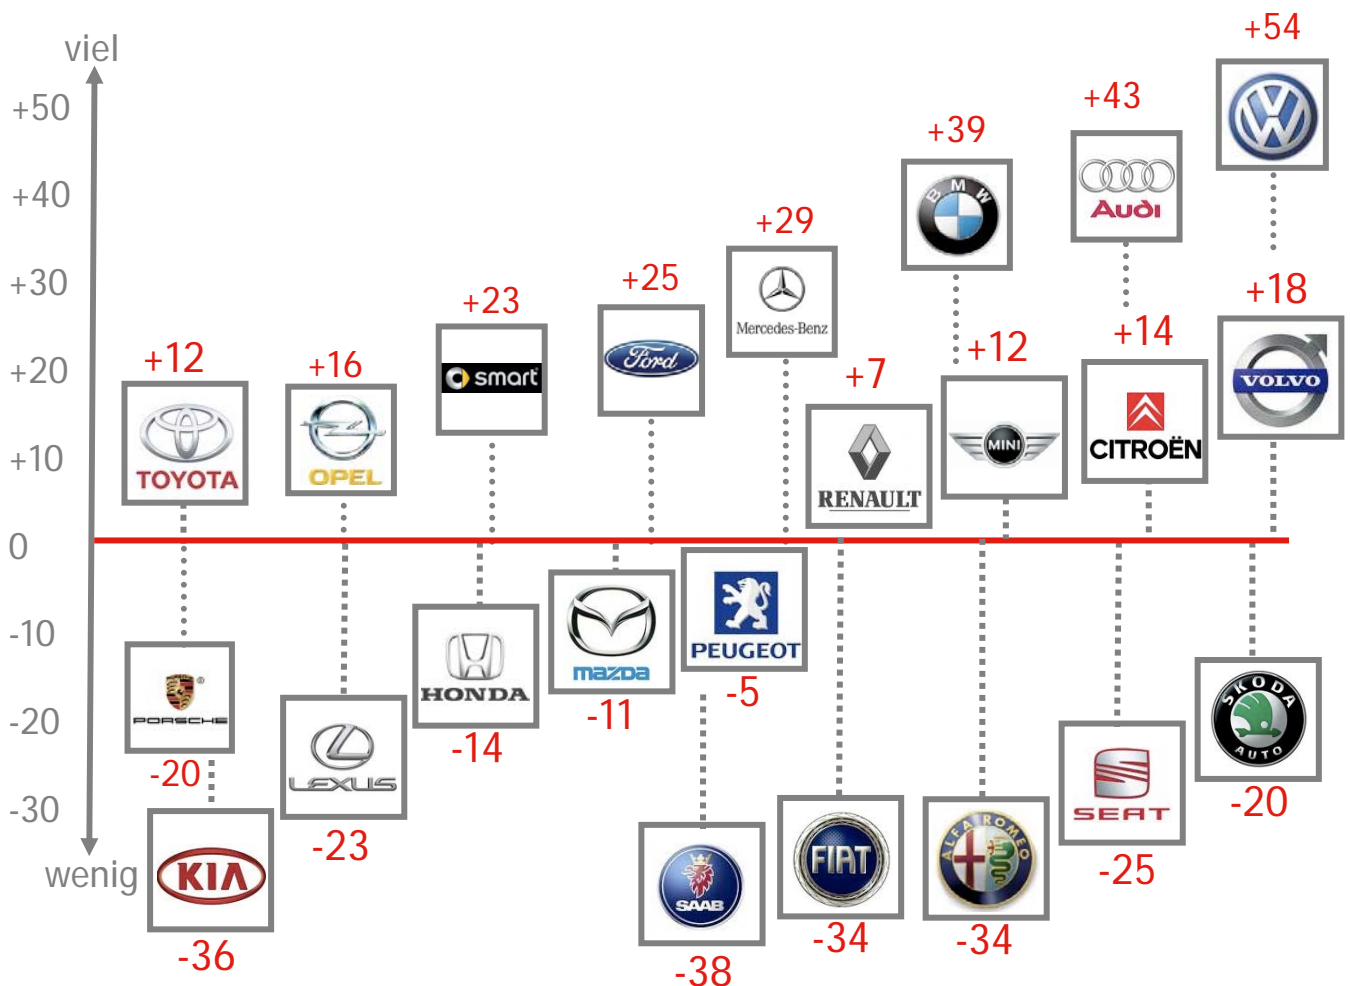 viel
+54
+50
+43
+39
+40
Audi
BMW
+29
+30
+25
+23
+18
Mercedes-Benz
+12
+16
+12
+14
+20
smart
Ford
+7
VOLVO
+10
TOYOTA
OPEL
MINI
CITROËN
RENAULT
0
-10
PEUGEOT
HONDA
mazda
-5
SKODA
AUTO
PORSCHE
®
-11
-20
-14
LEXUS
-20
SEAT
-20
-30
-23
wenig
KIA
SAAB
FIAT
ALFA ROMEO
-25
-36
-38
-34
-34